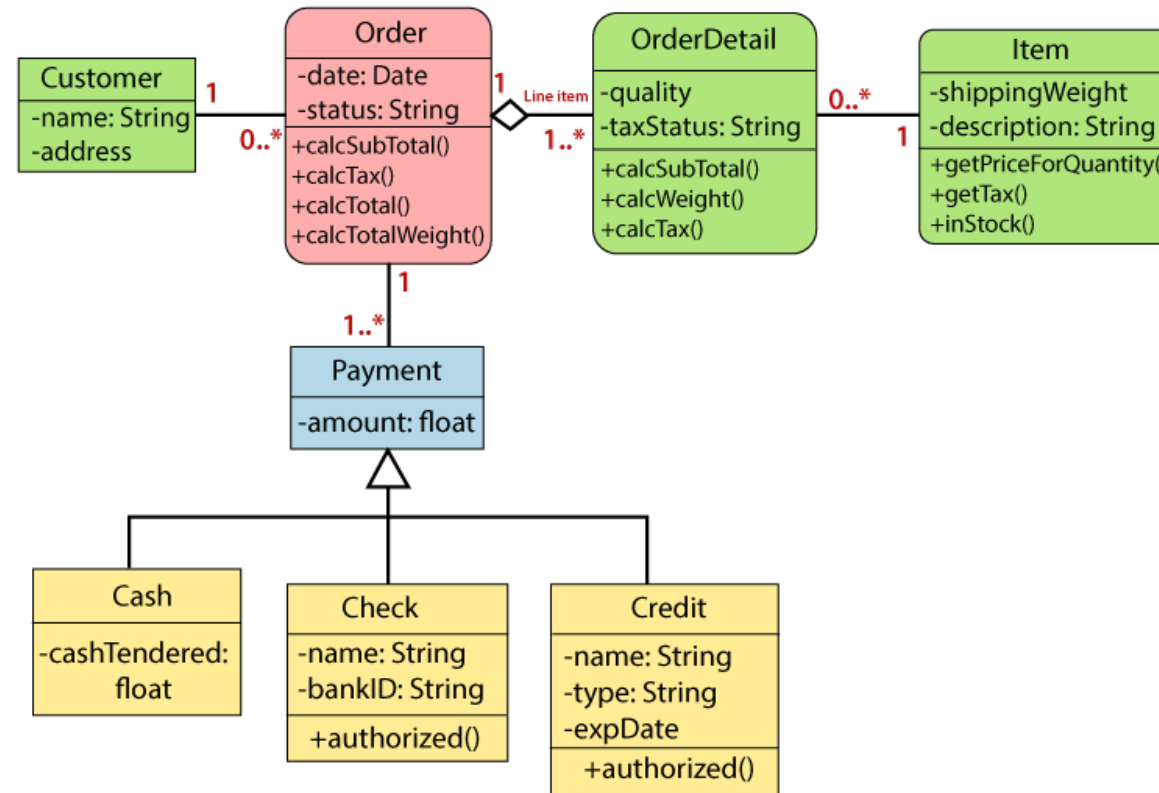 Customer
-name: String
-address
1
0..*
Order
-date: Date
-status: String
+calcSubTotal()
+calcTax()
+calcTotal()
+calcTotalWeight()
1
Line item
1..*
OrderDetail
-quality
-taxStatus: String
+calcSubTotal()
+calcWeight()
+calcTax()
0..*
1
Item
-shippingWeight
-description: String
+getPriceForQuantity(
+getTax()
+inStock()
1
1..*
Payment
-amount: float
Cash
-cashTendered:
float
Check
-name: String
-bankID: String
+authorized()
Credit
-name: String
-type: String
-expDate
+authorized()